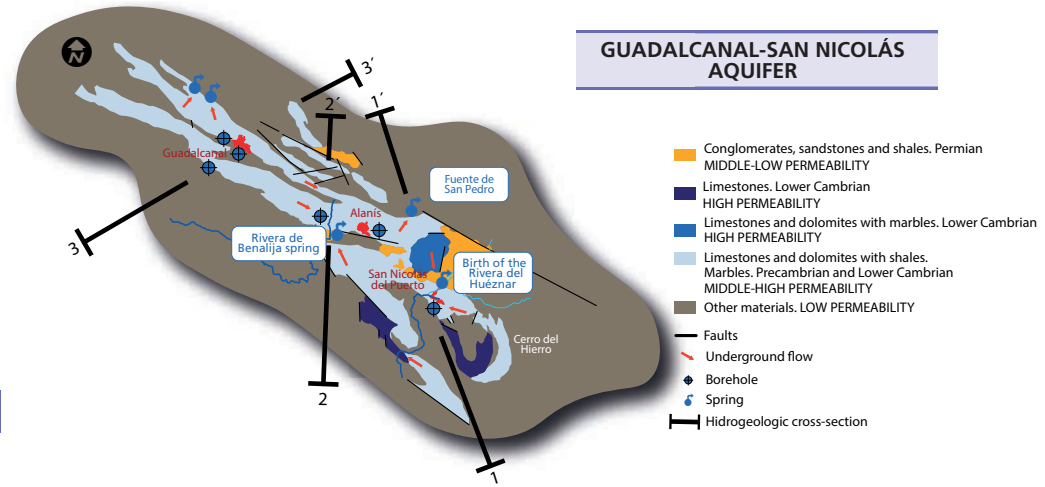 GUADALCANAL-SAN NICOLÁS
AQUIFER
N
3´
2´
1´
Guadalcanal
Fuente de
San Pedro
Alanís
Rivera de
Benalija spring
San Nicolas
del Puerto
Birth of the
Rivera del
Huéznar
Cerro del
Hierro
3
2
1
Conglomerates, sandstones and shales. Permian
MIDDLE-LOW PERMEABILITY
Limestones. Lower Cambrian
HIGH PERMEABILITY
Limestones and dolomites with marbles. Lower Cambrian
HIGH PERMEABILITY
Limestones and dolomites with shales.
Marbles. Precambrian and Lower Cambrian
MIDDLE-HIGH PERMEABILITY
Other materials. LOW PERMEABILITY
Faults
Underground flow
Borehole
Spring
Hidrogeologic cross-section